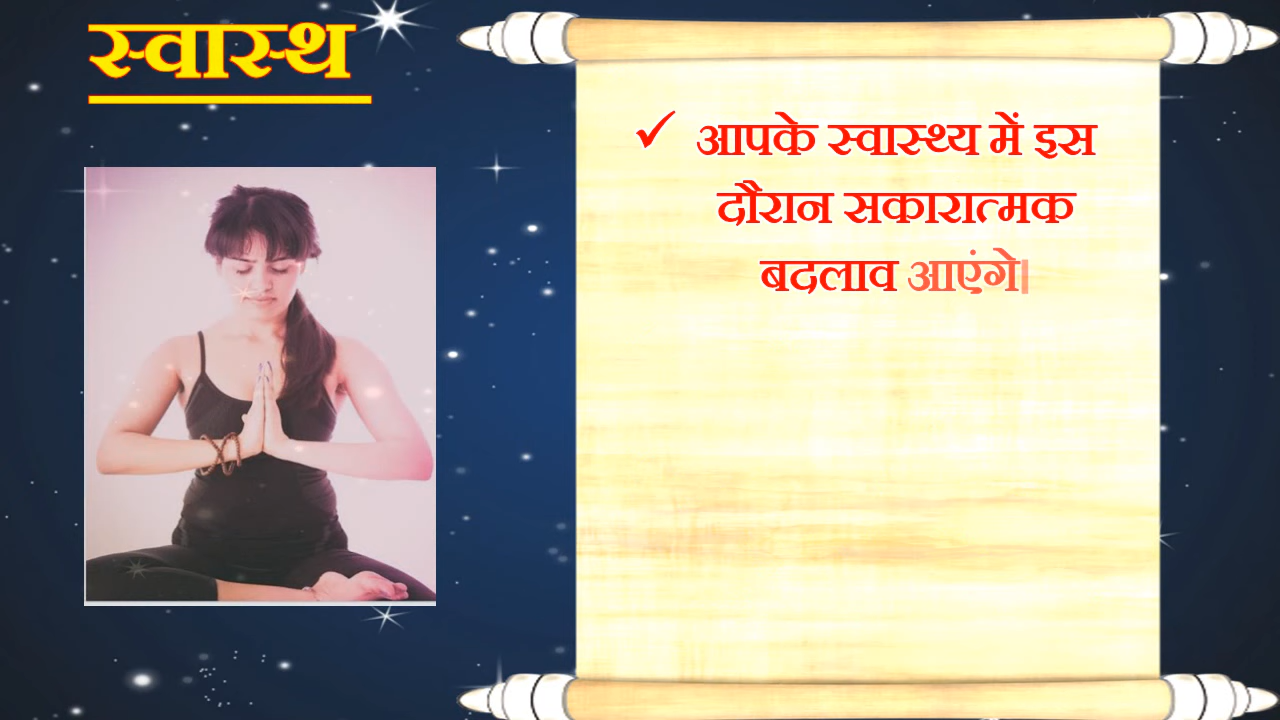 स्वास्थ
✓ आपके स्वास्थ्य में इस
दौरान सकारात्मक
बदलाव आएंगे|